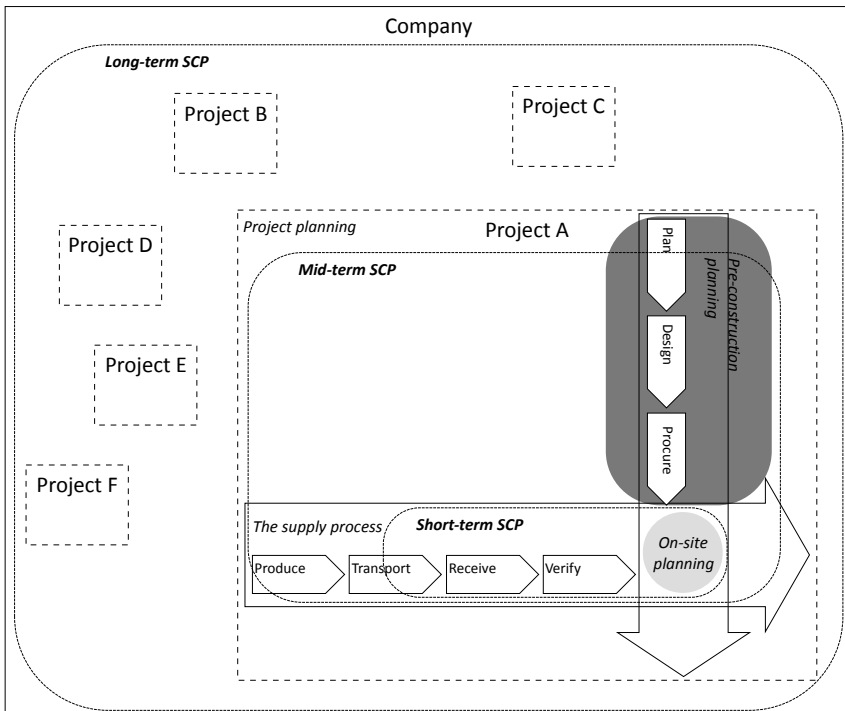 Company
Long-term SCP
Project B
Project C
Project D
Project E
Project F
Project planning
Project A
Mid-term SCP
Plan
Pre-construction
planning
Design
Procure
The supply process
Short-term SCP
On-site
planning
Produce
Transport
Receive
Verify